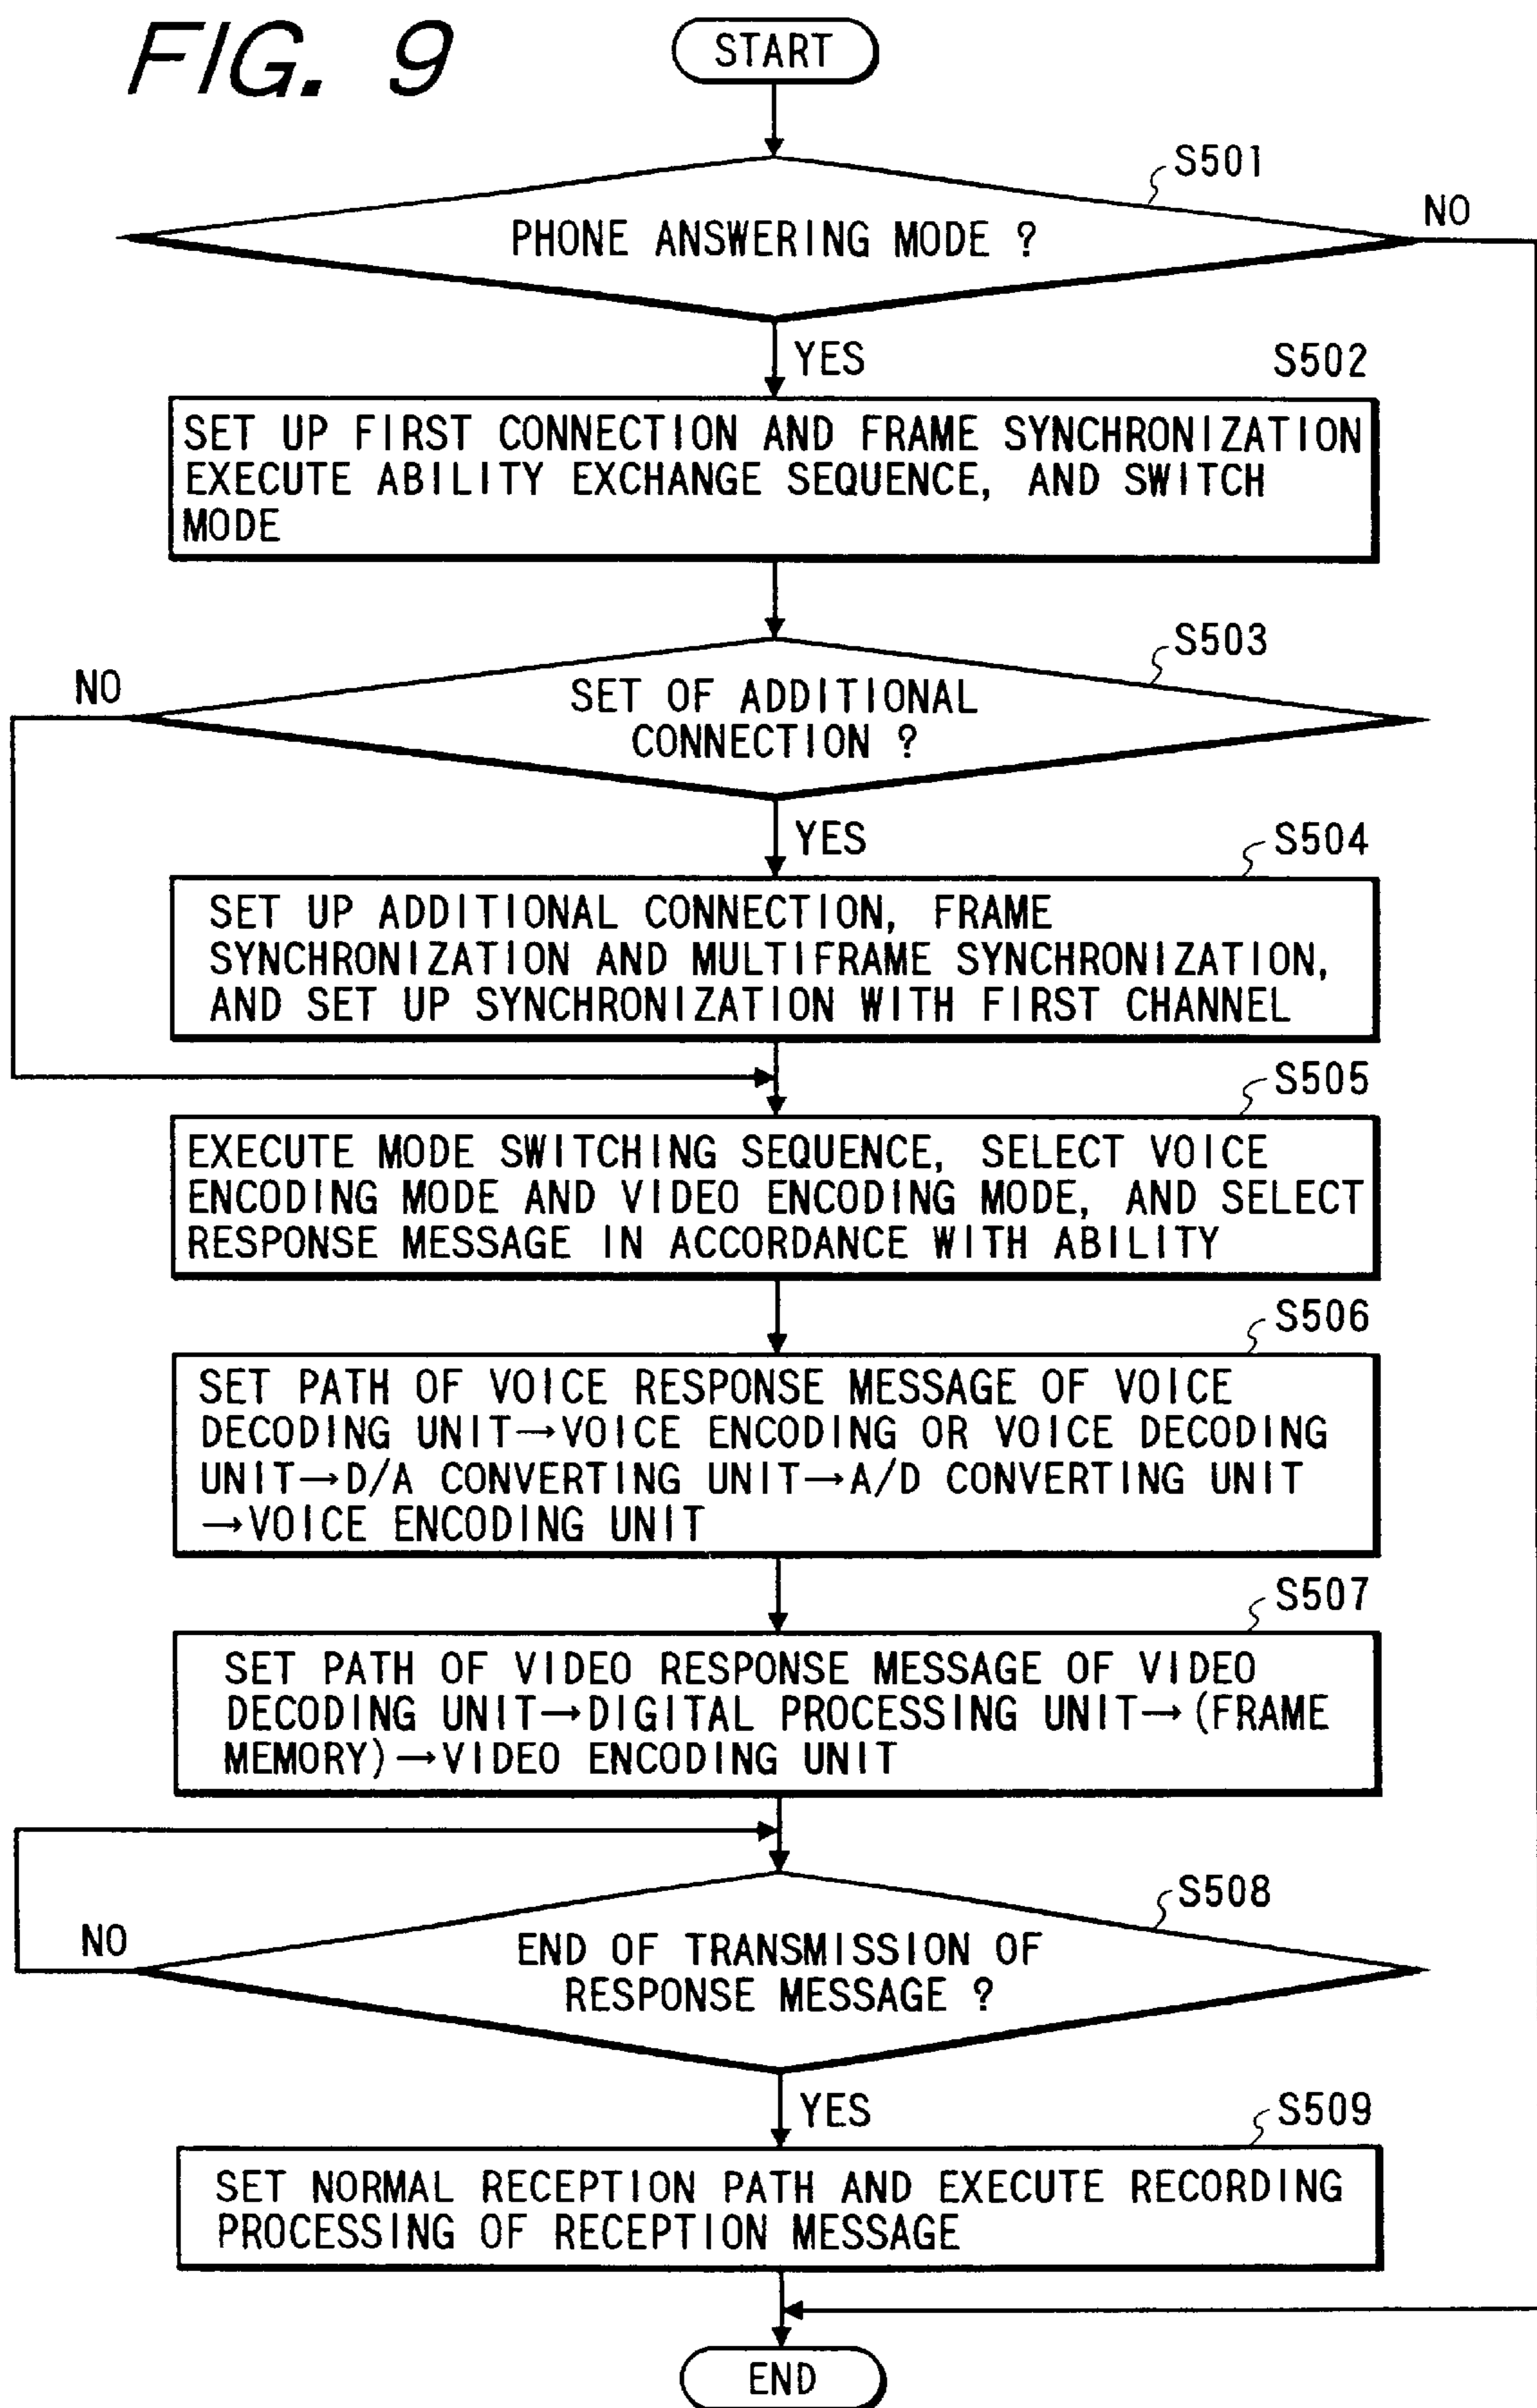 FIG. 9
START
S501
PHONE ANSWERING MODE ?
NO
YES
S502
SET UP FIRST CONNECTION AND FRAME SYNCHRONIZATION
EXECUTE ABILITY EXCHANGE SEQUENCE, AND SWITCH
MODE
S503
NO
SET OF ADDITIONAL
CONNECTION ?
YES
S504
SET UP ADDITIONAL CONNECTION, FRAME
SYNCHRONIZATION AND MULTIFRAME SYNCHRONIZATION,
AND SET UP SYNCHRONIZATION WITH FIRST CHANNEL
S505
EXECUTE MODE SWITCHING SEQUENCE, SELECT VOICE
ENCODING MODE AND VIDEO ENCODING MODE, AND SELECT
RESPONSE MESSAGE IN ACCORDANCE WITH ABILITY
S506
SET PATH OF VOICE RESPONSE MESSAGE OF VOICE
DECODING UNIT→VOICE ENCODING OR VOICE DECODING
UNIT→D/A CONVERTING UNIT→A/D CONVERTING UNIT
→VOICE ENCODING UNIT
S507
SET PATH OF VIDEO RESPONSE MESSAGE OF VIDEO
DECODING UNIT→DIGITAL PROCESSING UNIT→(FRAME
MEMORY)→VIDEO ENCODING UNIT
S508
NO
END OF TRANSMISSION OF
RESPONSE MESSAGE ?
YES
S509
SET NORMAL RECEPTION PATH AND EXECUTE RECORDING
PROCESSING OF RECEPTION MESSAGE
END